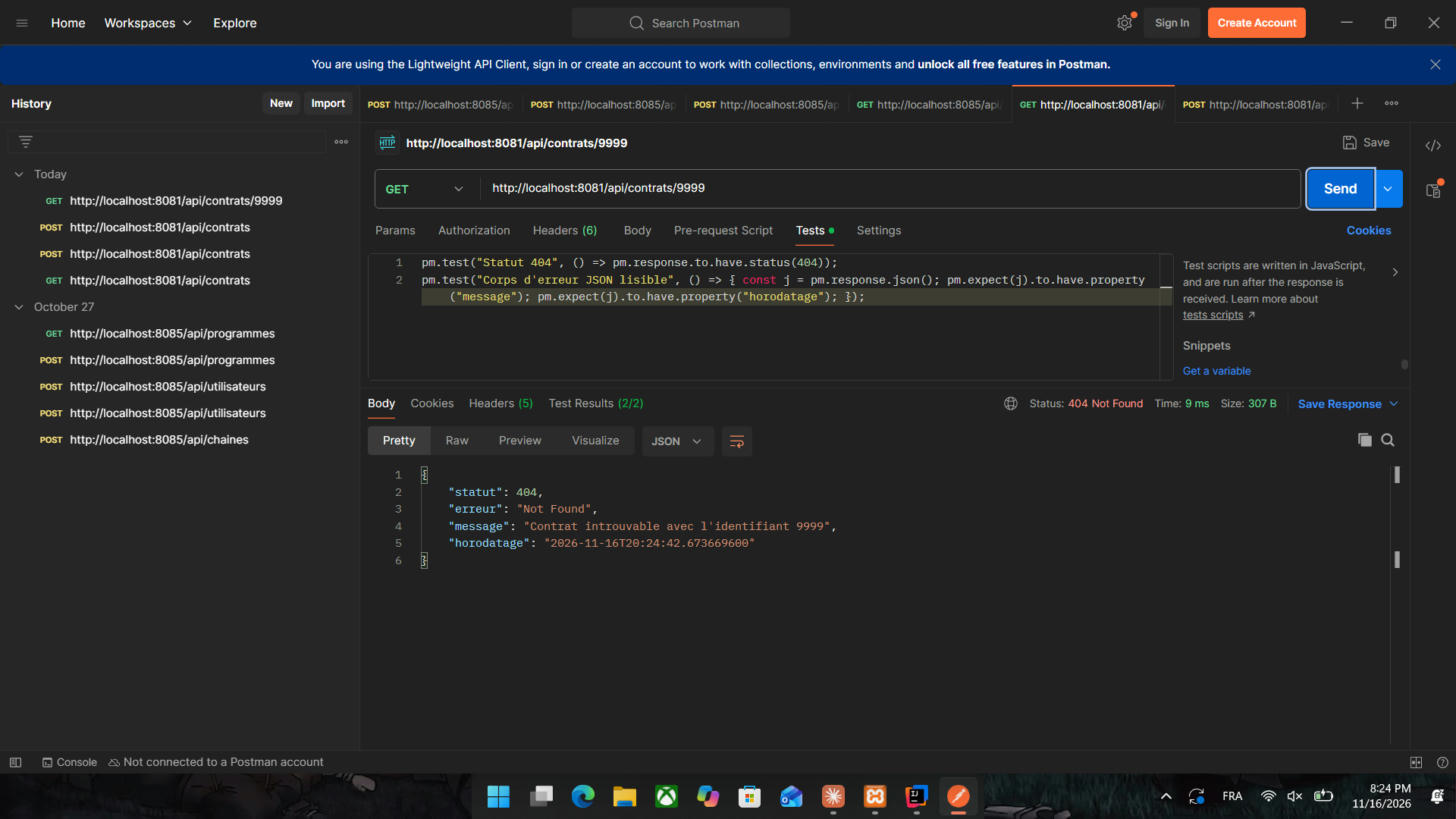 Home
Workspaces
Explore
Search Postman
Sign In
Create Account
You are using the Lightweight API Client, sign in or create an account to work with collections, environments and unlock all free features in Postman.
History
New
Import
POST http://localhost:8085/ap
POST http://localhost:8085/ap
POST http://localhost:8085/ap
GET http://localhost:8085/api/
GET http://localhost:8081/api/
POST http://localhost:8081/ap
HTTP http://localhost:8081/api/contrats/9999
Save
GET
http://localhost:8081/api/contrats/9999
Send
Params
Authorization
Headers (6)
Body
Pre-request Script
Tests
Settings
Cookies
Today
GET http://localhost:8081/api/contrats/9999
POST http://localhost:8081/api/contrats
POST http://localhost:8081/api/contrats
GET http://localhost:8081/api/contrats
October 27
GET http://localhost:8085/api/programmes
POST http://localhost:8085/api/programmes
POST http://localhost:8085/api/utilisateurs
POST http://localhost:8085/api/utilisateurs
POST http://localhost:8085/api/chaines
1 pm.test("Statut 404", () => pm.response.to.have.status(404));
2 pm.test("Corps d'erreur JSON lisible", () => { const j = pm.response.json(); pm.expect(j).to.have.property
("message"); pm.expect(j).to.have.property("horodatage"); });
Test scripts are written in JavaScript,
and are run after the response is
received. Learn more about
tests scripts
Snippets
Get a variable
Body
Cookies
Headers (5)
Test Results (2/2)
Status: 404 Not Found
Time: 9 ms
Size: 307 B
Save Response
Pretty
Raw
Preview
Visualize
JSON
1 {
2 "statut": 404,
3 "erreur": "Not Found",
4 "message": "Contrat introuvable avec l'identifiant 9999",
5 "horodatage": "2026-11-16T20:24:42.673669600"
6 }
Console
Not connected to a Postman account
FRA
8:24 PM
11/16/2026